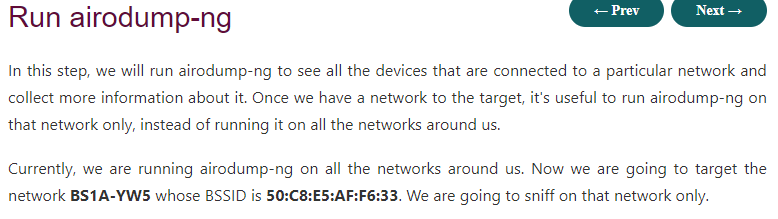 Run airodump-ng
← Prev
Next →
In this step, we will run airodump-ng to see all the devices that are connected to a particular network and
collect more information about it. Once we have a network to the target, it's useful to run airodump-ng on
that network only, instead of running it on all the networks around us.
Currently, we are running airodump-ng on all the networks around us. Now we are going to target the
network BS1A-YW5 whose BSSID is 50:C8:E5:AF:F6:33. We are going to sniff on that network only.